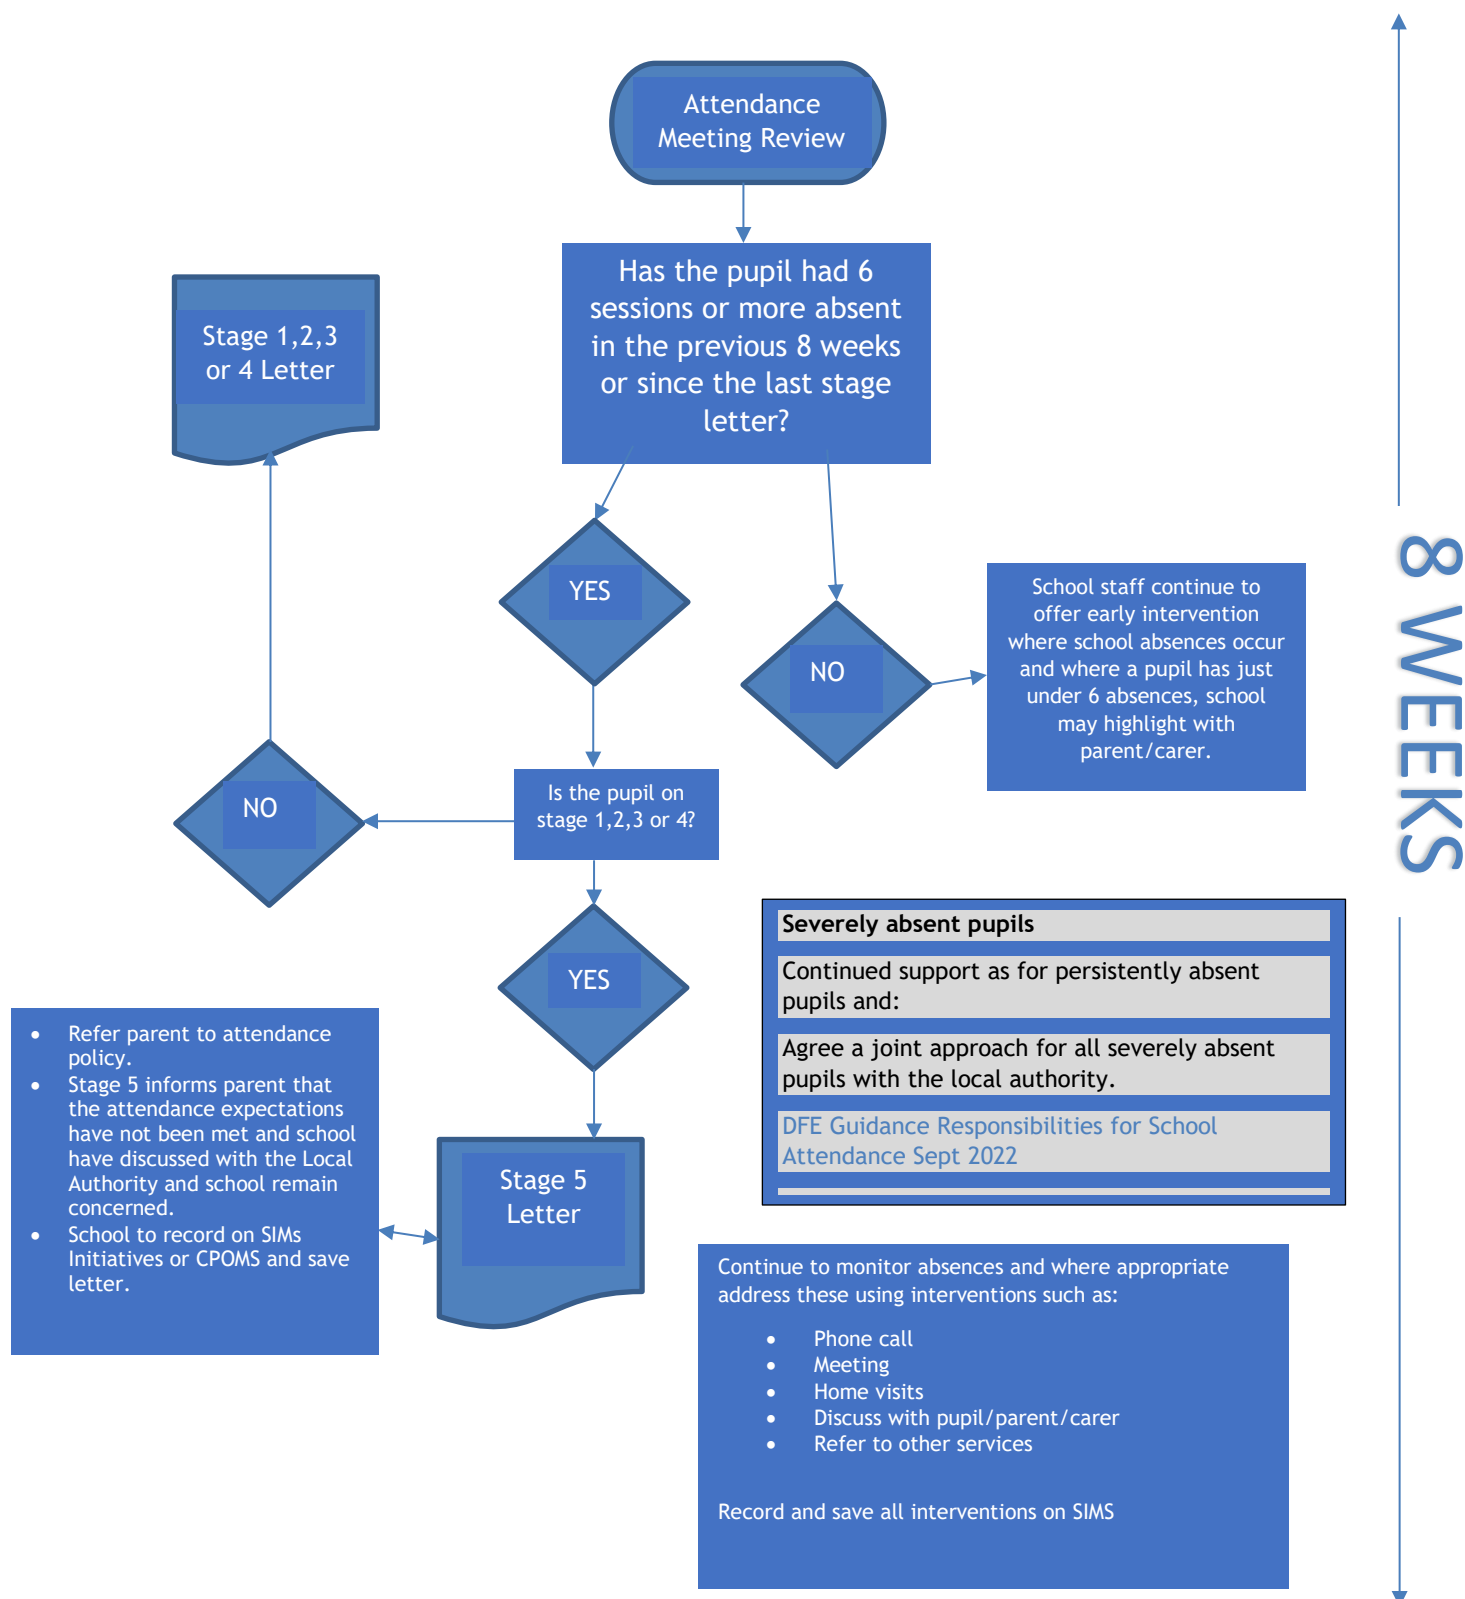 Attendance
Meeting Review
Has the pupil had 6
sessions or more absent
in the previous 8 weeks
or since the last stage
letter?
Stage 1,2,3
or 4 Letter
YES
NO
School staff continue to
offer early intervention
where school absences occur
and where a pupil has just
under 6 absences, school
may highlight with
parent/carer.
8 WEEKS
Is the pupil on
stage 1,2,3 or 4?
NO
YES
Severely absent pupils
Continued support as for persistently absent
pupils and:
Agree a joint approach for all severely absent
pupils with the local authority.
DFE Guidance Responsibilities for School
Attendance Sept 2022
• Refer parent to attendance
policy.
• Stage 5 informs parent that
the attendance expectations
have not been met and school
have discussed with the Local
Authority and school remain
concerned.
• School to record on SIMs
Initiatives or CPOMS and save
letter.
Stage 5
Letter
Continue to monitor absences and where appropriate
address these using interventions such as:
• Phone call
• Meeting
• Home visits
• Discuss with pupil/parent/carer
• Refer to other services
Record and save all interventions on SIMS